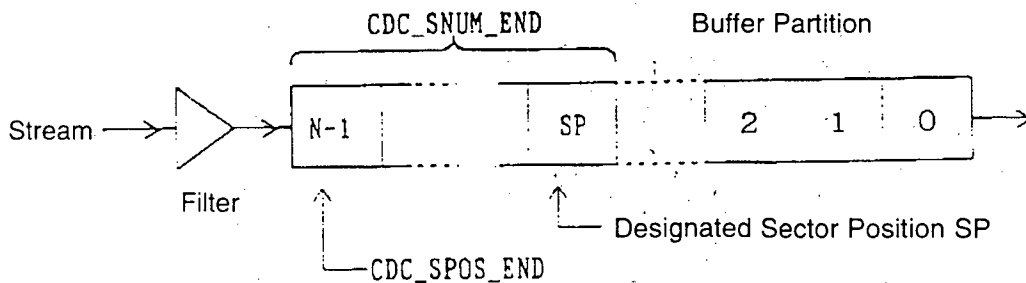 CDC_SNUM_END
Buffer Partition
Stream
N-1
SP
2
1
0
Filter
Designated Sector Position SP
CDC_SPOS_END